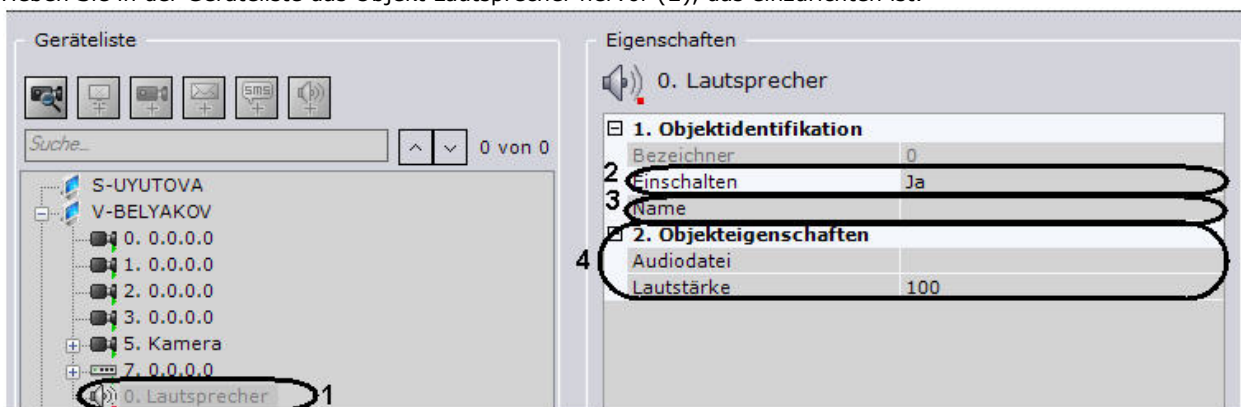 heben Sie in der Geräteliste das Objekt Lautsprecher hervor (1), das einzurichten ist.
Geräteliste
Suche...
0 von 0
S-UYUTOVA
V-BELYAKOV
0. 0.0.0.0
1. 0.0.0.0
2. 0.0.0.0
3. 0.0.0.0
5. Kamera
7. 0.0.0.0
0. Lautsprecher 1
Eigenschaften
0. Lautsprecher
1. Objektidentifikation
Bezeichner 0
2 Einschalten Ja
3 Name
2. Objekteigenschaften
4 Audiodatei
Lautstärke 100
sms